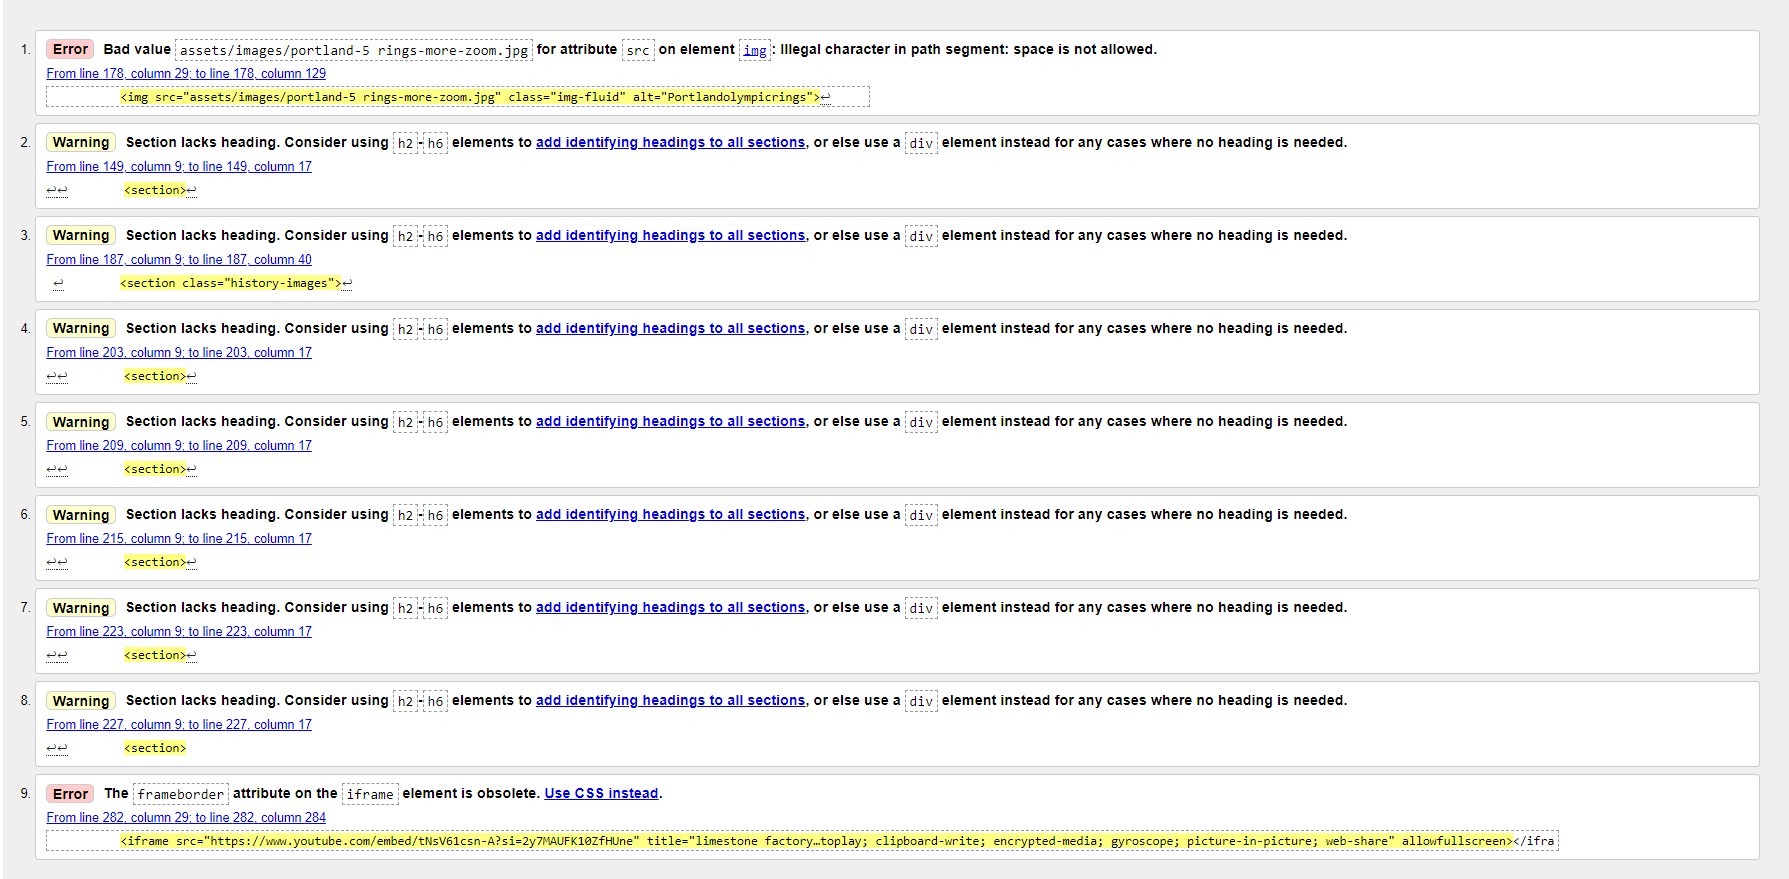 1. Error Bad value assets/images/portland-5 rings-more-zoom.jpg for attribute src on element img: Illegal character in path segment: space is not allowed.
From line 178, column 29; to line 178, column 129
<img src="assets/images/portland-5 rings-more-zoom.jpg" class="img-fluid" alt="Portlandolympicrings">↩
2. Warning Section lacks heading. Consider using h2-h6 elements to add identifying headings to all sections, or else use a div element instead for any cases where no heading is needed.
From line 149, column 9; to line 149, column 17
↩↩ <section>↩
3. Warning Section lacks heading. Consider using h2-h6 elements to add identifying headings to all sections, or else use a div element instead for any cases where no heading is needed.
From line 187, column 9; to line 187, column 40
↩ <section class="history-images">↩
4. Warning Section lacks heading. Consider using h2-h6 elements to add identifying headings to all sections, or else use a div element instead for any cases where no heading is needed.
From line 203, column 9; to line 203, column 17
↩↩ <section>↩
5. Warning Section lacks heading. Consider using h2-h6 elements to add identifying headings to all sections, or else use a div element instead for any cases where no heading is needed.
From line 209, column 9; to line 209, column 17
↩↩ <section>↩
6. Warning Section lacks heading. Consider using h2-h6 elements to add identifying headings to all sections, or else use a div element instead for any cases where no heading is needed.
From line 215, column 9; to line 215, column 17
↩↩ <section>↩
7. Warning Section lacks heading. Consider using h2-h6 elements to add identifying headings to all sections, or else use a div element instead for any cases where no heading is needed.
From line 223, column 9; to line 223, column 17
↩↩ <section>↩
8. Warning Section lacks heading. Consider using h2-h6 elements to add identifying headings to all sections, or else use a div element instead for any cases where no heading is needed.
From line 227, column 9; to line 227, column 17
↩↩ <section>
9. Error The frameborder attribute on the iframe element is obsolete. Use CSS instead.
From line 282, column 29; to line 282, column 284
<iframe src="https://www.youtube.com/embed/tNsV61csn-A?si=2y7MAUFK10ZfHUne" title="limestone factory…toplay; clipboard-write; encrypted-media; gyroscope; picture-in-picture; web-share" allowfullscreen></ifra